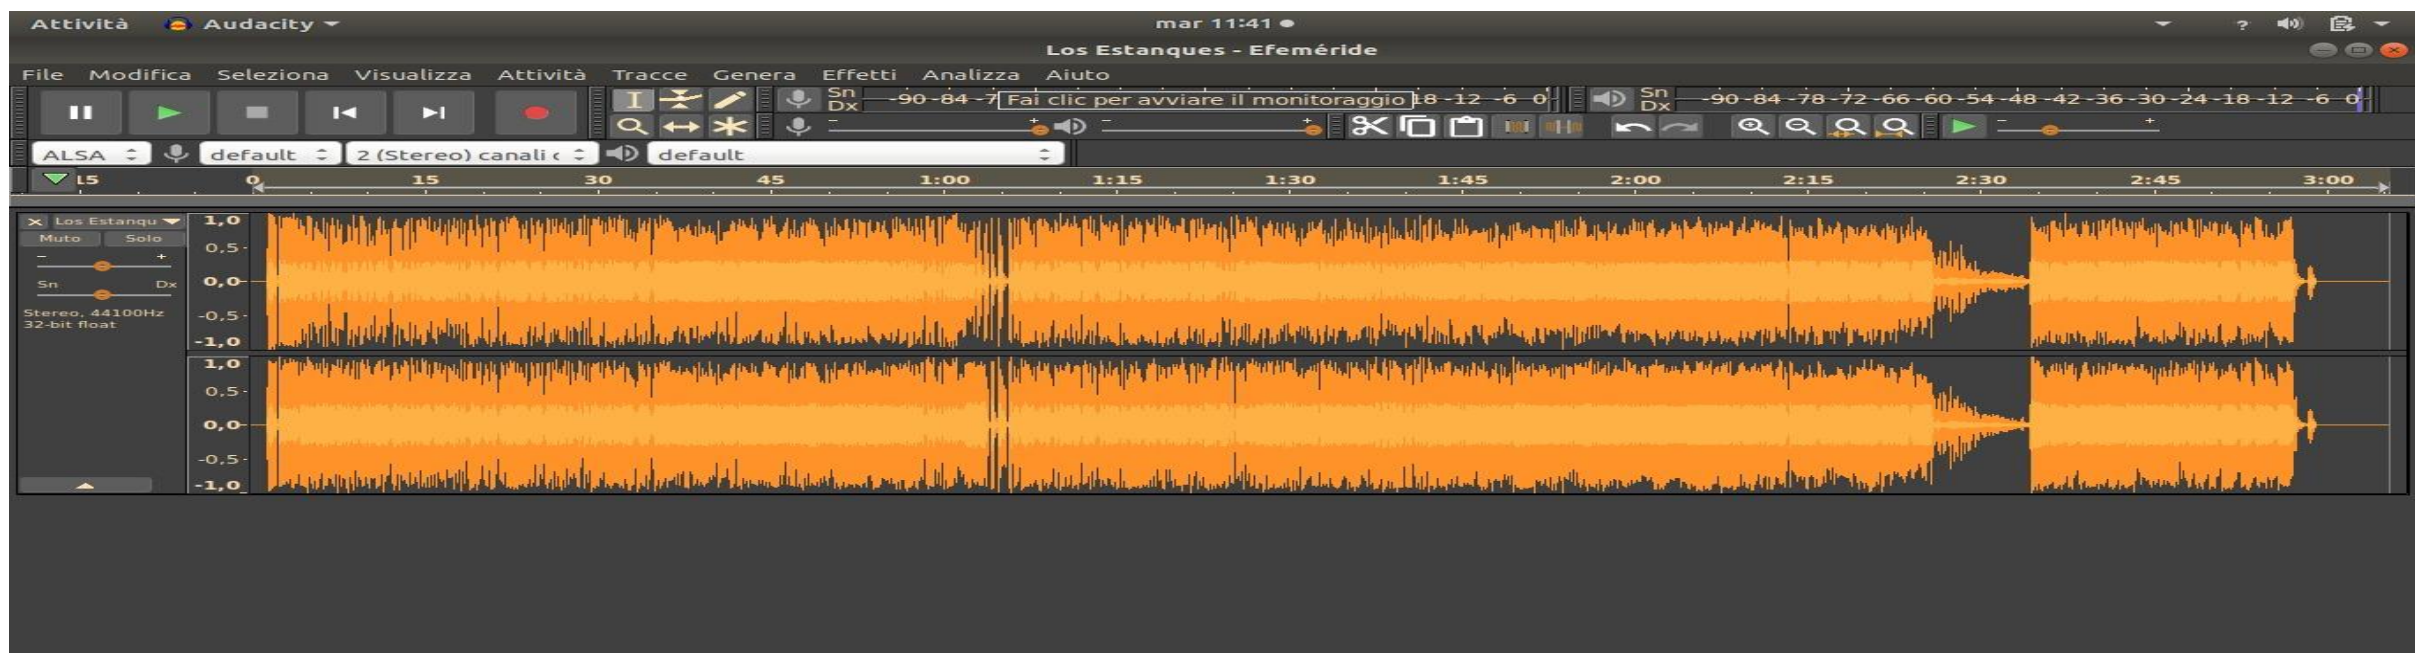 Attività Audacity mar 11:41 ?
Los Estanques - Efeméride
File Modifica Seleziona Visualizza Attività Tracce Genera Effetti Analizza Aiuto
Sn -90 -84 -7 Fai clic per avviare il monitoraggio 18 -12 -6 0 Sn -90 -84 -78 -72 -66 -60 -54 -48 -42 -36 -30 -24 -18 -12 -6 0
Dx Dx
- + - + - +
ALSA default 2 (Stereo) canali default
15 0 15 30 45 1:00 1:15 1:30 1:45 2:00 2:15 2:30 2:45 3:00
Los Estanqu 1,0
Muto Solo 0,5
- +
Sn Dx 0,0
Stereo, 44100Hz -0,5
32-bit float
-1,0
1,0
0,5
0,0
-0,5
-1,0